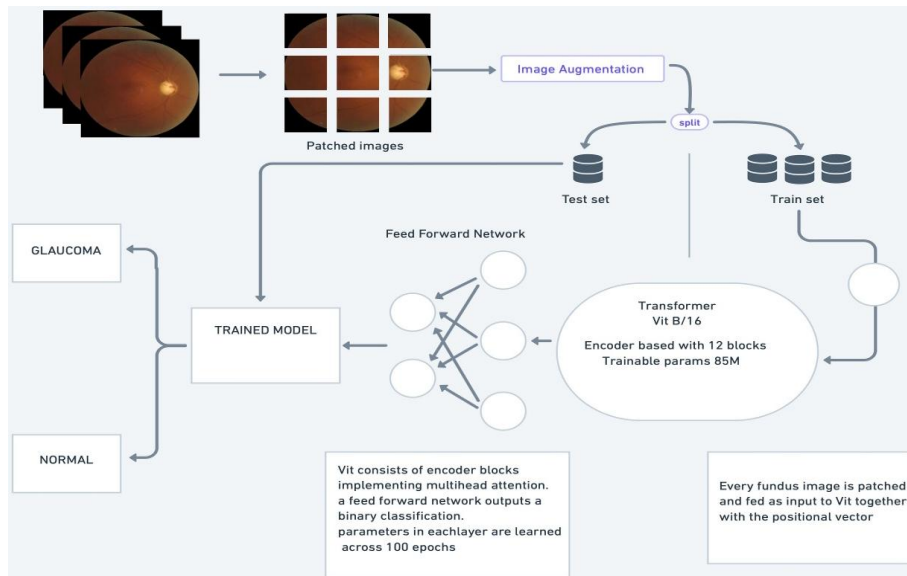 Image Augmentation
split
Patched images
Test set
Train set
Feed Forward Network
GLAUCOMA
TRAINED MODEL
Transformer
Vit B/16
Encoder based with 12 blocks
Trainable params 85M
NORMAL
Vit consists of encoder blocks
implementing multihead attention.
a feed forward network outputs a
binary classification.
parameters in eachlayer are learned
across 100 epochs
Every fundus image is patched
and fed as input to Vit together
with the positional vector